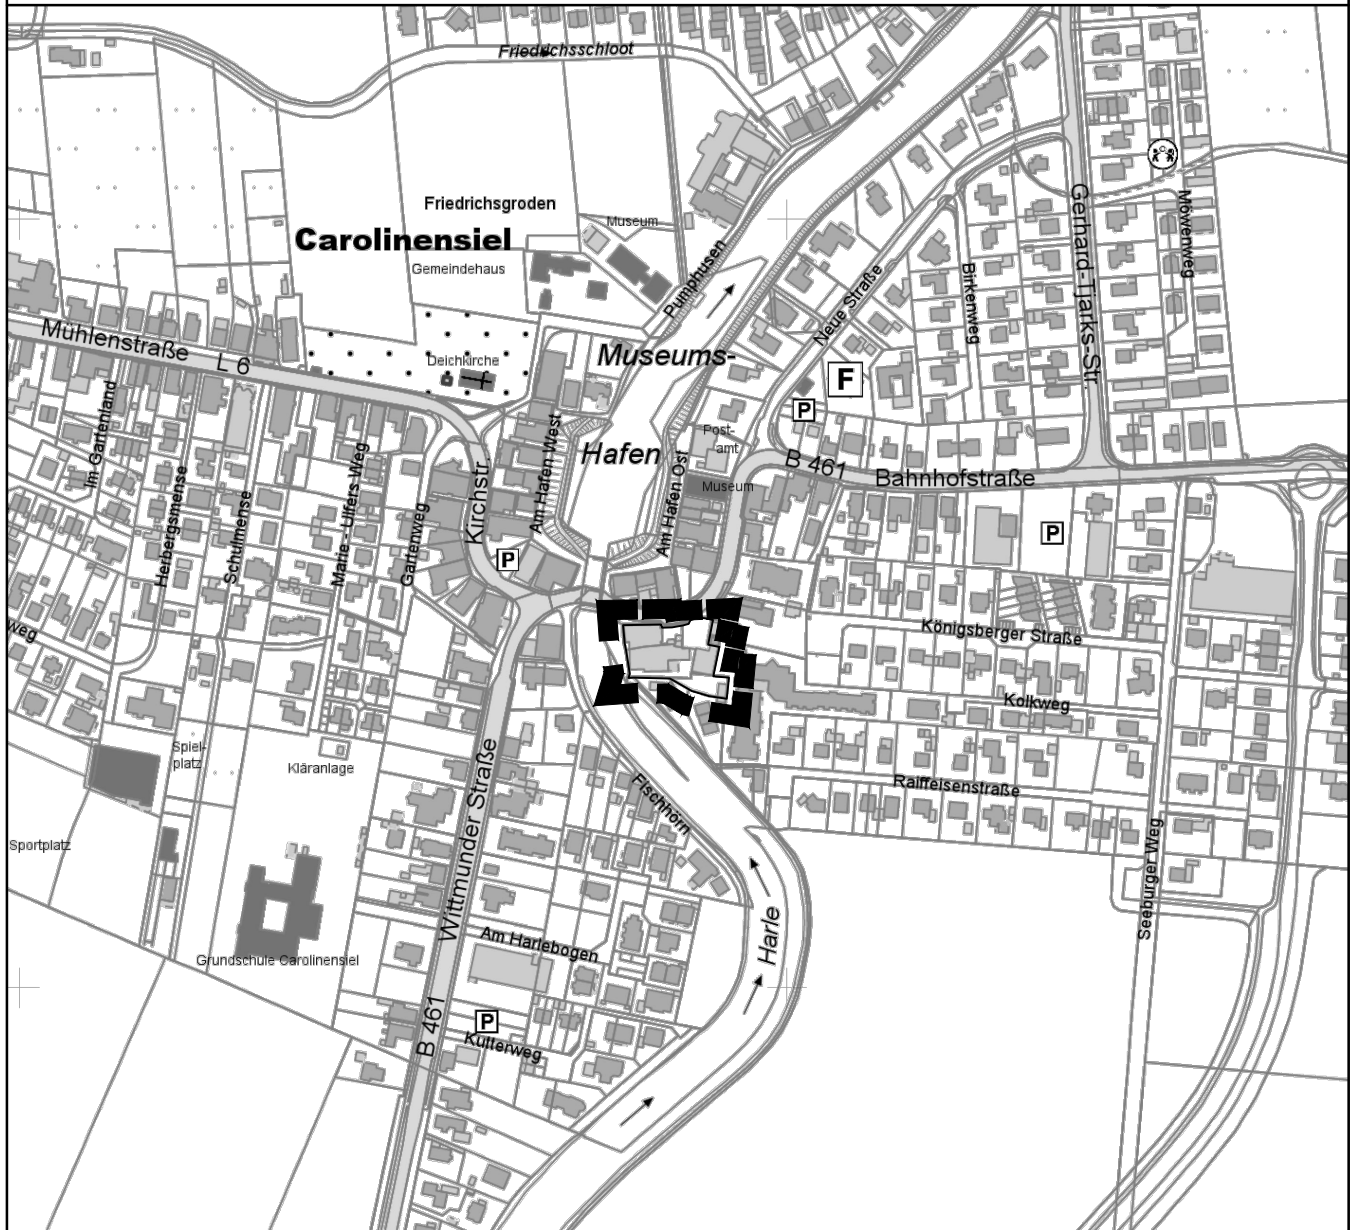 Friedrichsschloot
Friedrichsgroden
Carolinensiel
Gemeindehaus
Museum
Pumphusen
Gerhard-Tjarks-Str.
Möwenweg
Birkenweg
Neue Straße
Mühlenstraße
L 6
Deichkirche
Museums-
Hafen
F
P
Post-
amt
Museum
B 461
Bahnhofstraße
Im Gartenland
Herbergsmense
Schulmense
Marie-Ulfers Weg
Gartenweg
Kirchstr.
Am Hafen West
Am Hafen Ost
P
P
weg
Königsberger Straße
Kolkweg
Raiffeisenstraße
Seeburger Weg
Spiel-
platz
Kläranlage
Sportplatz
Fischhörn
Wittmunder Straße
Harle
Grundschule Carolinensiel
Am Harlebogen
B 461
P
Kutterweg